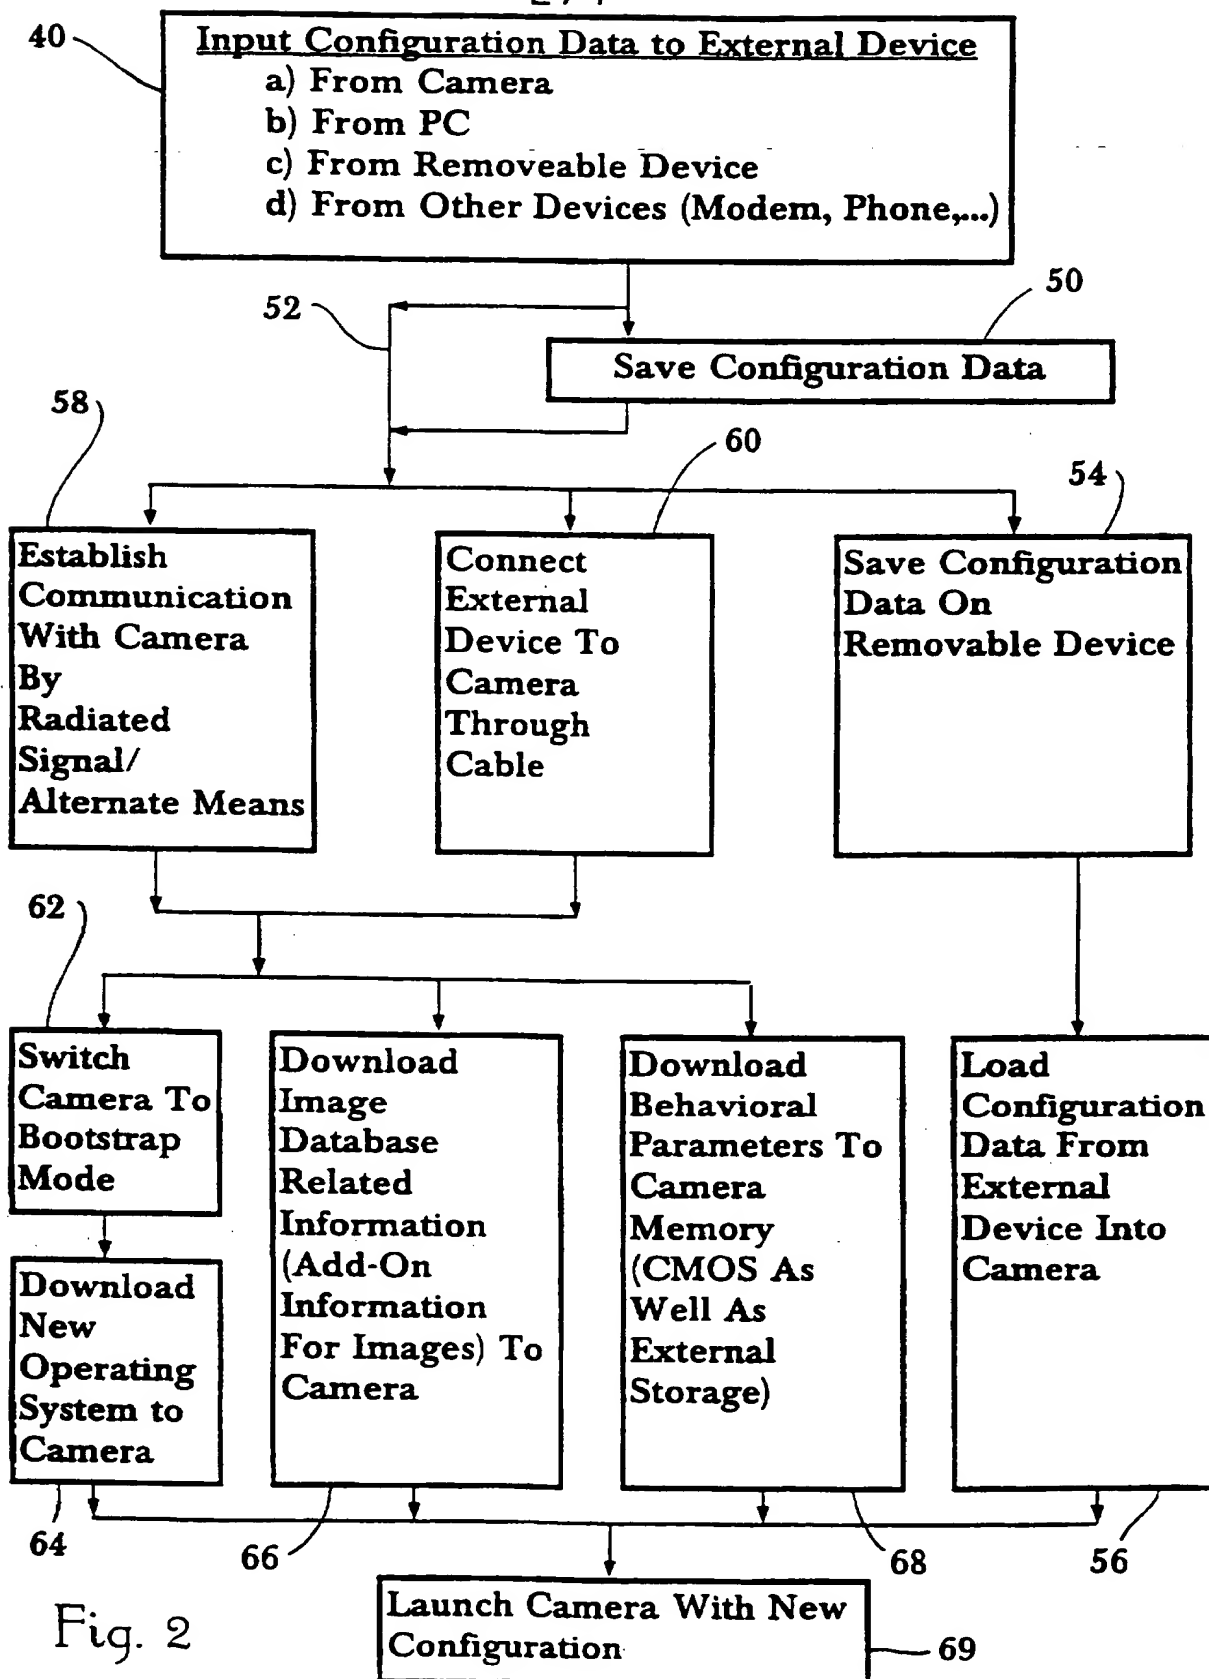 40
Input Configuration Data to External Device
a) From Camera
b) From PC
c) From Removeable Device
d) From Other Devices (Modem, Phone,...)
52
50
Save Configuration Data
58
60
54
Establish
Communication
With Camera
By
Radiated
Signal/
Alternate Means
Connect
External
Device To
Camera
Through
Cable
Save Configuration
Data On
Removable Device
62
Switch
Camera To
Bootstrap
Mode
Download
New
Operating
System to
Camera
Download
Image
Database
Related
Information
(Add-On
Information
For Images) To
Camera
Download
Behavioral
Parameters To
Camera
Memory
(CMOS As
Well As
External
Storage)
Load
Configuration
Data From
External
Device Into
Camera
64
66
68
56
Launch Camera With New
Configuration
69
Fig. 2